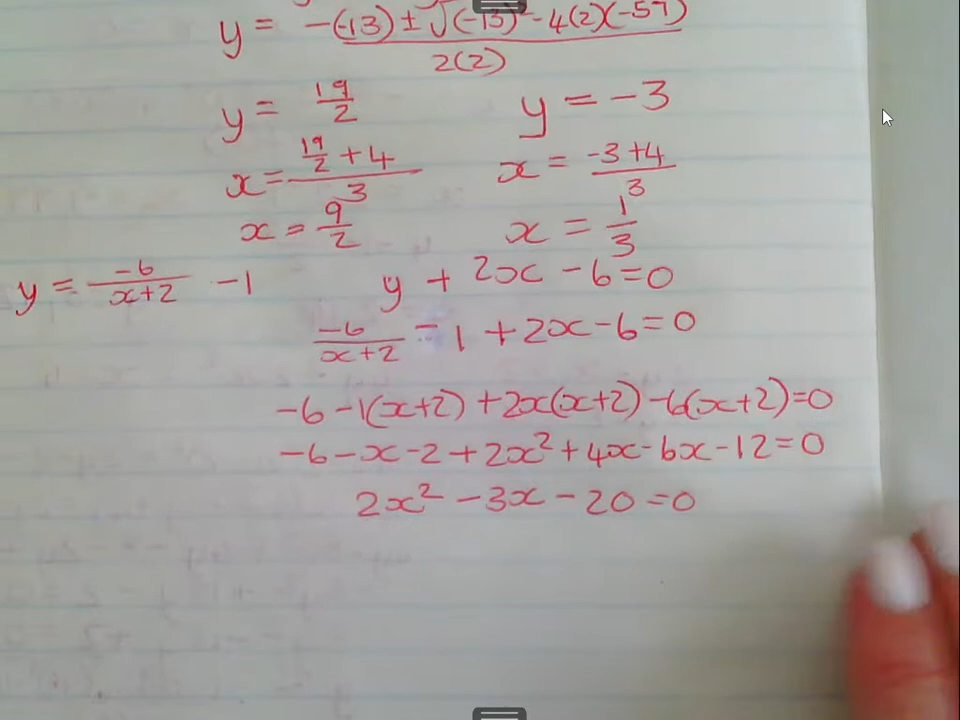 y = -(-13) ± √(-13)² - 4(2)(-57) / 2(2)
y = 19/2 y = -3
x = 19/2 + 4 / 3 x = -3+4 / 3
x = 9/2 x = 1/3
y = -6/x+2 - 1 y + 2x - 6 = 0
-6/x+2 - 1 + 2x - 6 = 0
-6 - 1(x+2) + 2x(x+2) - 6(x+2) = 0
-6 - x - 2 + 2x² + 4x - 6x - 12 = 0
2x² - 3x - 20 = 0